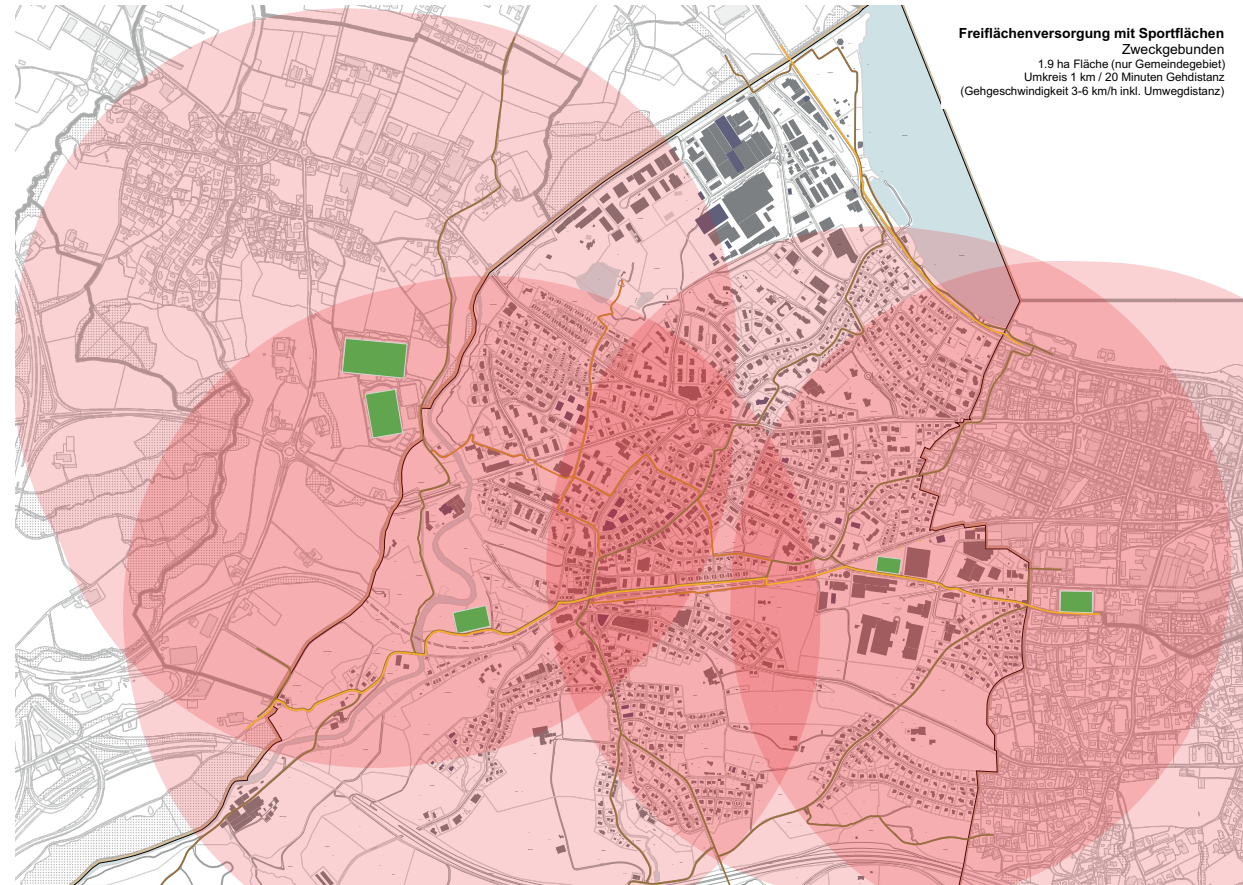 Freiflächenversorgung mit Sportflächen
Zweckgebunden
1.9 ha Fläche (nur Gemeindegebiet)
Umkreis 1 km / 20 Minuten Gehdistanz
(Gehgeschwindigkeit 3-6 km/h inkl. Umwegdistanz)